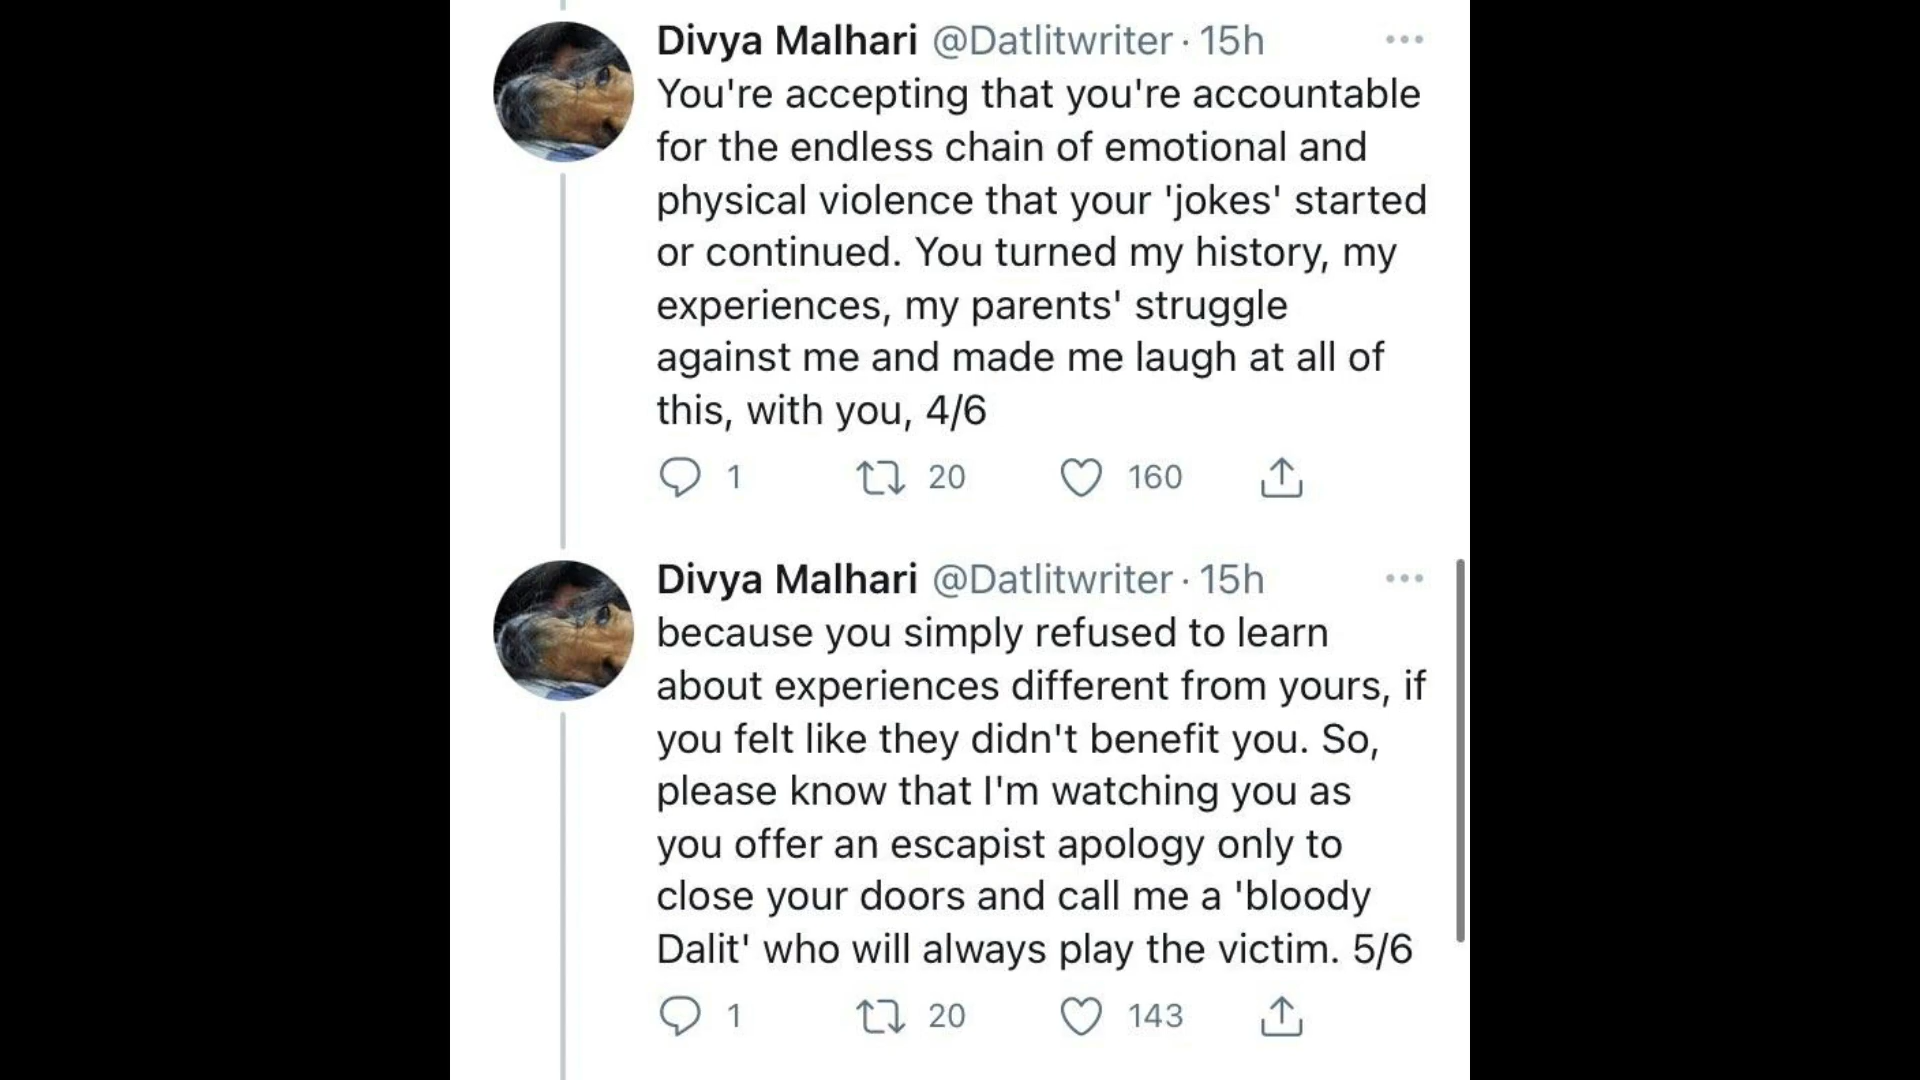 Divya Malhari @Datlitwriter · 15h
You're accepting that you're accountable
for the endless chain of emotional and
physical violence that your 'jokes' started
or continued. You turned my history, my
experiences, my parents' struggle
against me and made me laugh at all of
this, with you, 4/6
1 20 160
Divya Malhari @Datlitwriter · 15h
because you simply refused to learn
about experiences different from yours, if
you felt like they didn't benefit you. So,
please know that I'm watching you as
you offer an escapist apology only to
close your doors and call me a 'bloody
Dalit' who will always play the victim. 5/6
1 20 143